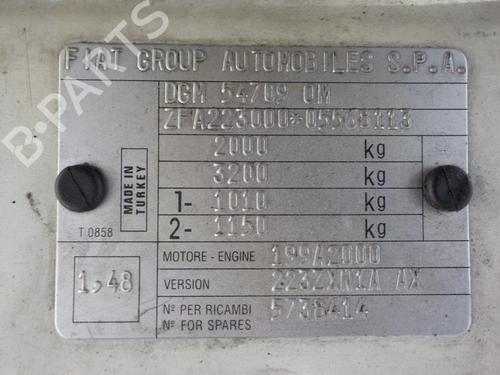 B-PARTS
FIAT GROUP AUTOMOBILES S.P.A.
DGM 54709 OM
ZFA223000*05565113
2000 kg
3200 kg
1- 1010 kg
2- 1150 kg
MADE IN
TURKEY
T 0858
MOTORE - ENGINE 199A2000
1,48
VERSION 223ZXN1A AX
Nº PER RICAMBI 5738414
Nº FOR SPARES